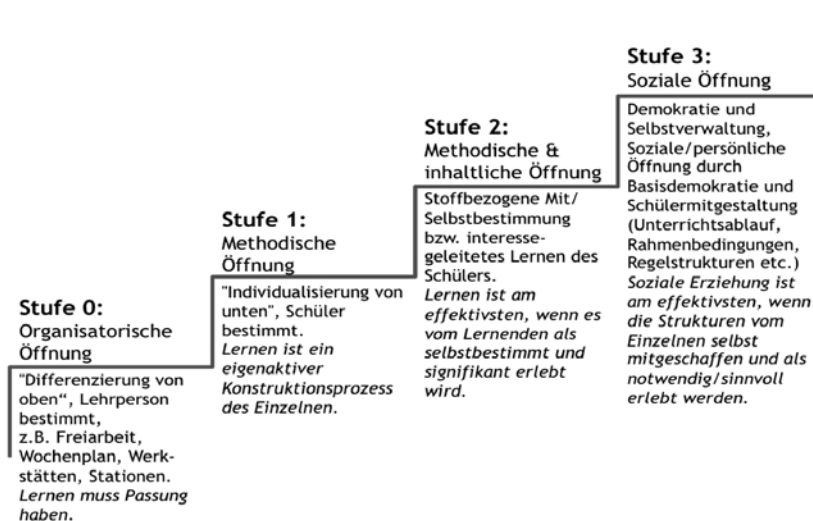 Stufe 0:
Organisatorische
Öffnung
"Differenzierung von
oben“, Lehrperson
bestimmt,
z.B. Freiarbeit,
Wochenplan, Werk-
stätten, Stationen.
Lernen muss Passung
haben.
Stufe 1:
Methodische
Öffnung
"Individualisierung von
unten", Schüler
bestimmt.
Lernen ist ein
eigenaktiver
Konstruktionsprozess
des Einzelnen.
Stufe 2:
Methodische &
inhaltliche Öffnung
Stoffbezogene Mit/
Selbstbestimmung
bzw. interesse-
geleitetes Lernen des
Schülers.
Lernen ist am
effektivsten, wenn es
vom Lernenden als
selbstbestimmt und
signifikant erlebt
wird.
Stufe 3:
Soziale Öffnung
Demokratie und
Selbstverwaltung,
Soziale/persönliche
Öffnung durch
Basisdemokratie und
Schülermitgestaltung
(Unterrichtsablauf,
Rahmenbedingungen,
Regelstrukturen etc.)
Soziale Erziehung ist
am effektivsten, wenn
die Strukturen vom
Einzelnen selbst
mitgeschaffen und als
notwendig/sinnvoll
erlebt werden.